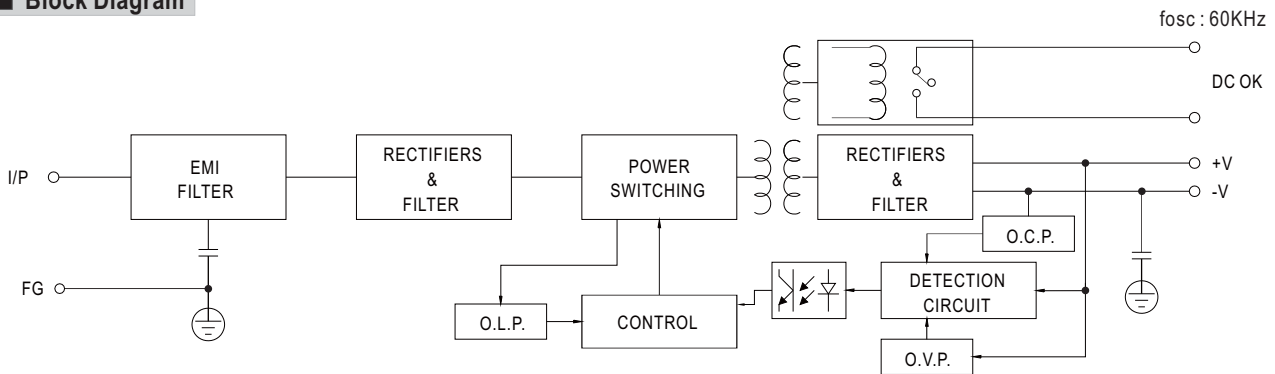 ■ Block Diagram
fosc : 60KHz
DC OK
I/P
EMI
FILTER
RECTIFIERS
&
FILTER
POWER
SWITCHING
RECTIFIERS
&
FILTER
+V
-V
O.C.P.
FG
O.L.P.
CONTROL
DETECTION
CIRCUIT
O.V.P.